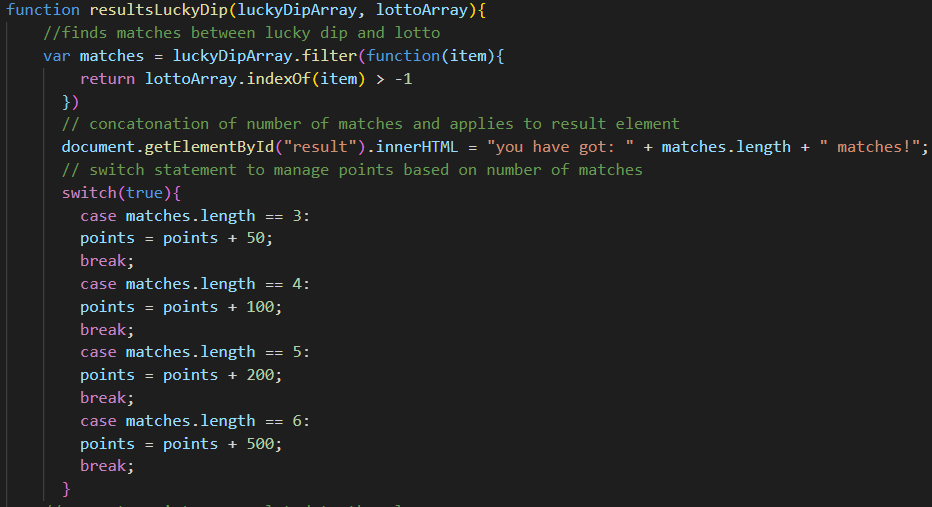 function resultsLuckyDip(luckyDipArray, lottoArray){
//finds matches between lucky dip and lotto
var matches = luckyDipArray.filter(function(item){
return lottoArray.indexOf(item) > -1
})
// concatonation of number of matches and applies to result element
document.getElementById("result").innerHTML = "you have got: " + matches.length + " matches!";
// switch statement to manage points based on number of matches
switch(true){
case matches.length == 3:
points = points + 50;
break;
case matches.length == 4:
points = points + 100;
break;
case matches.length == 5:
points = points + 200;
break;
case matches.length == 6:
points = points + 500;
break;
}